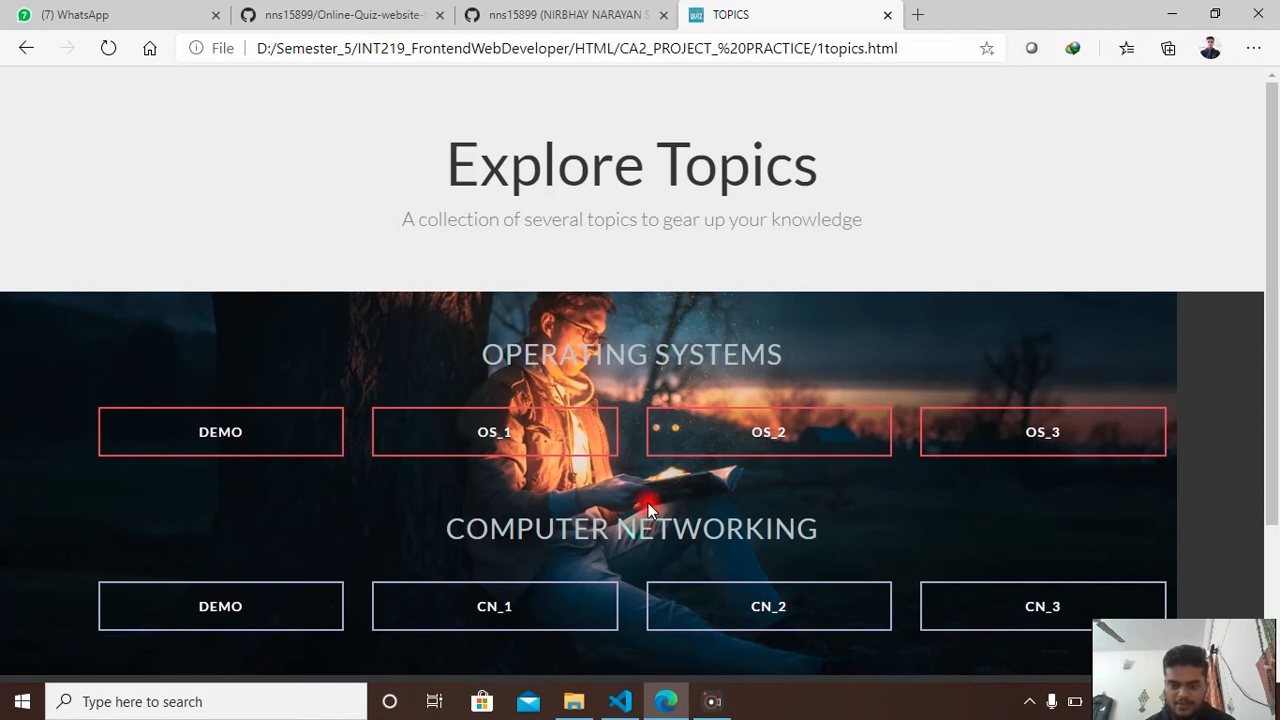 (7) WhatsApp
nns15899/Online-Quiz-website-
nns15899 (NIRBHAY NARAYAN S
QUIZ TOPICS
File D:/Semester_5/INT219_FrontendWebDeveloper/HTML/CA2_PROJECT_%20PRACTICE/1topics.html
Explore Topics
A collection of several topics to gear up your knowledge
OPERATING SYSTEMS
DEMO OS_1 OS_2 OS_3
COMPUTER NETWORKING
DEMO CN_1 CN_2 CN_3
Type here to search